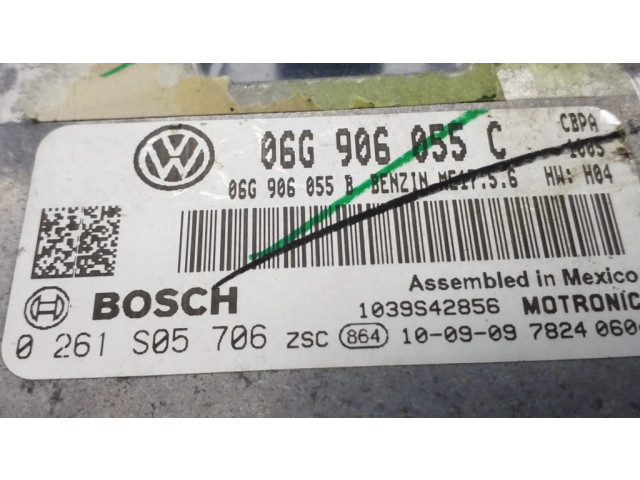 06G 906 055 C CBPA
06G 906 055 B BENZIN ME17.5.6 HW: H04
Assembled in Mexico
BOSCH 1039S42856 MOTRONIC
0 261 S05 706 ZSC 864 10-09-09 7824 060